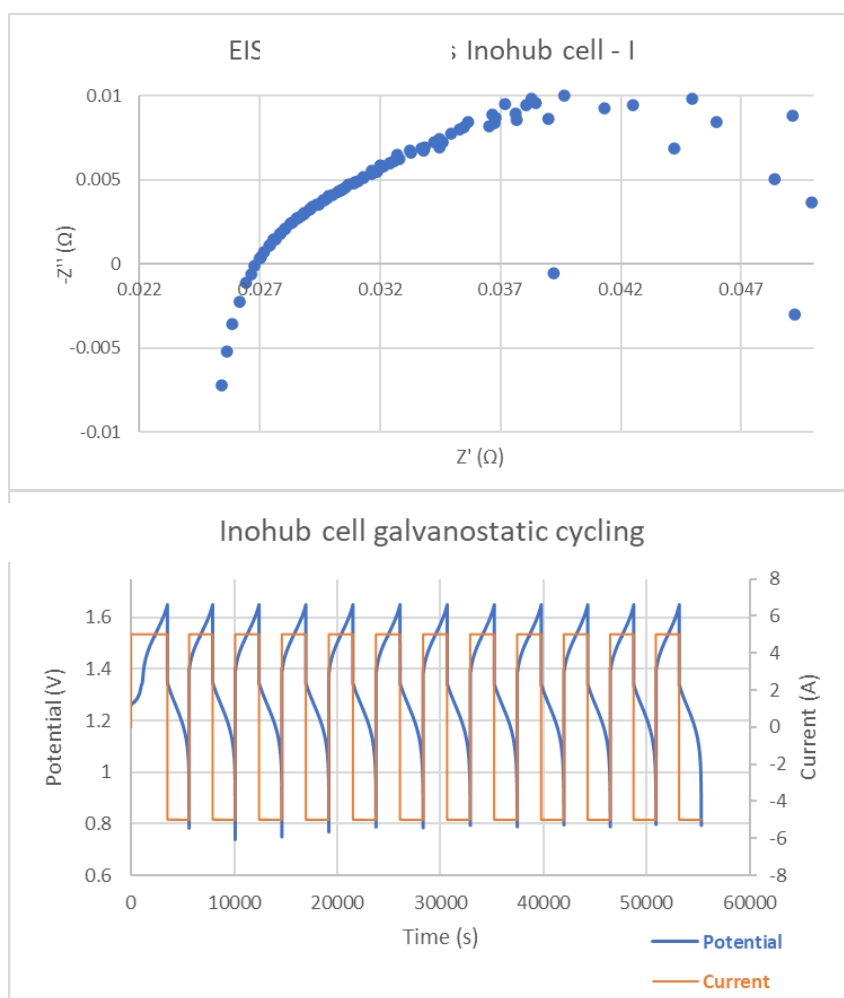 EIS s Inohub cell - I
0.01
0.005
0
-0.005
-0.01
-Z'' (Ω)
0.022 0.027 0.032 0.037 0.042 0.047
Z' (Ω)
Inohub cell galvanostatic cycling
1.6
1.4
1.2
1
0.8
0.6
Potential (V)
8
6
4
2
0
-2
-4
-6
-8
Current (A)
0 10000 20000 30000 40000 50000 60000
Time (s)
Potential
Current